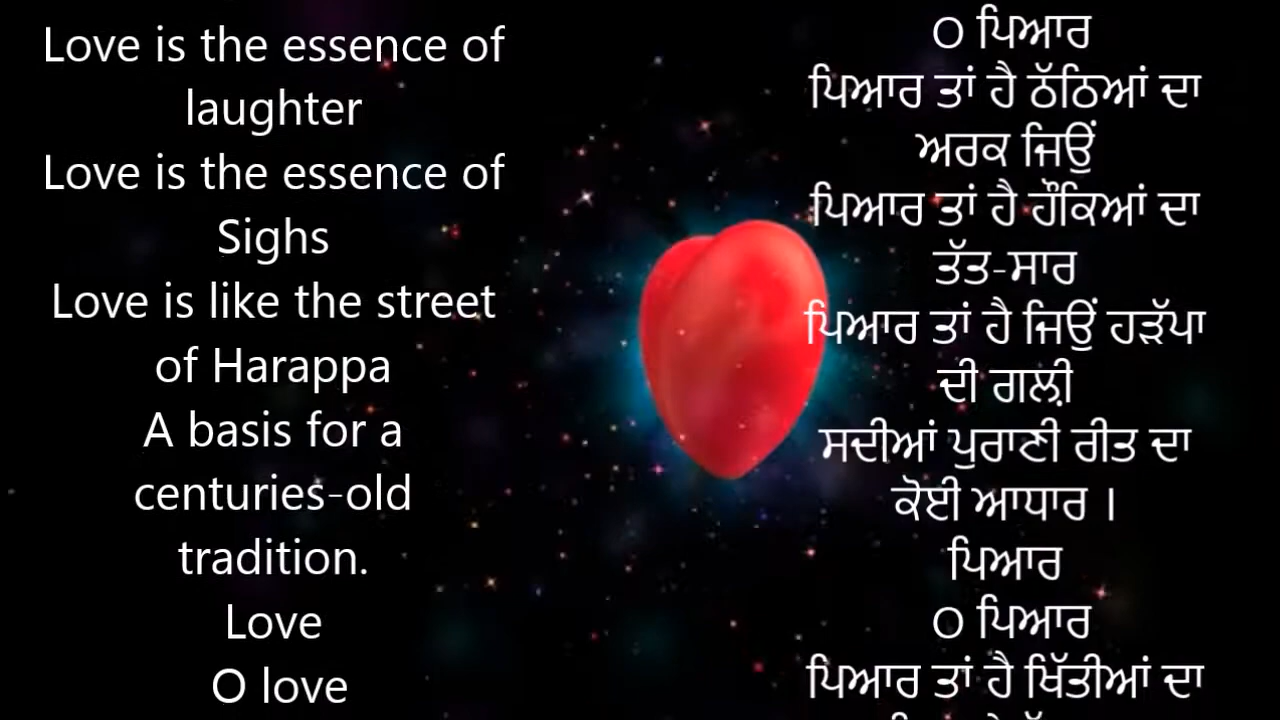 Love is the essence of
laughter
Love is the essence of
Sighs
Love is like the street
of Harappa
A basis for a
centuries-old
tradition.
Love
O love
O ਪਿਆਰ
ਪਿਆਰ ਤਾਂ ਹੈ ਠੱਠਿਆਂ ਦਾ
ਅਰਕ ਜਿਉਂ
ਪਿਆਰ ਤਾਂ ਹੈ ਹੌਕਿਆਂ ਦਾ
ਤੱਤ-ਸਾਰ
ਪਿਆਰ ਤਾਂ ਹੈ ਜਿਉਂ ਹੜੱਪਾ
ਦੀ ਗਲ਼ੀ
ਸਦੀਆਂ ਪੁਰਾਣੀ ਰੀਤ ਦਾ
ਕੋਈ ਆਧਾਰ ।
ਪਿਆਰ
O ਪਿਆਰ
ਪਿਆਰ ਤਾਂ ਹੈ ਖਿੱਤੀਆਂ ਦਾ